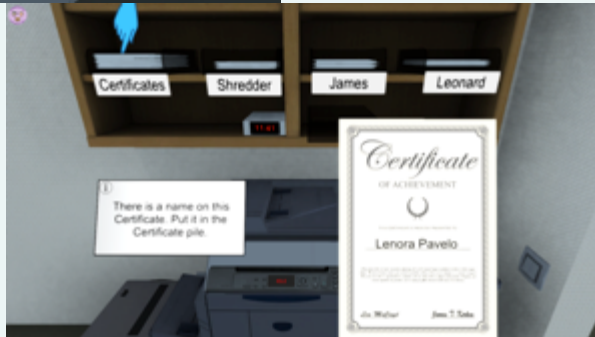 Certificates
Shredder
James
Leonard
11:41
There is a name on this
Certificate. Put it in the
Certificate pile.
Certificate
OF ACHIEVEMENT
Lenora Pavelo